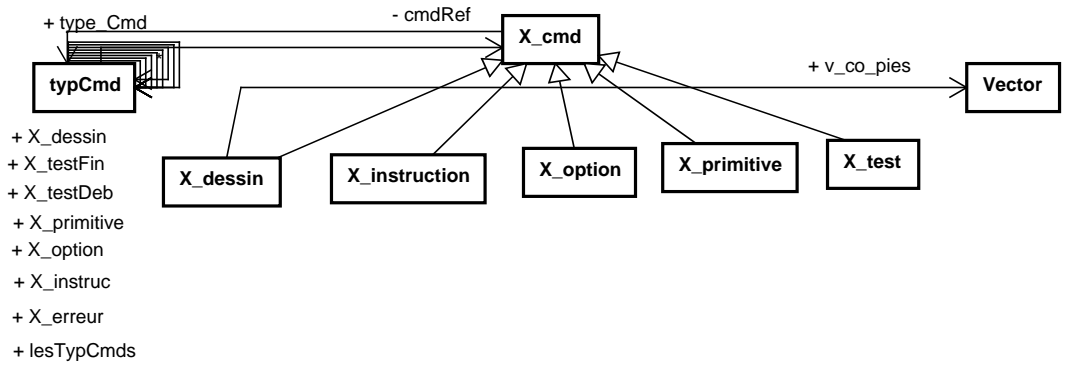 + type_Cmd
- cmdRef
X_cmd
typCmd
*
+ v_co_pies
Vector
+ X_dessin
+ X_testFin
+ X_testDeb
+ X_primitive
+ X_option
+ X_instruc
+ X_erreur
+ lesTypCmds
X_dessin
X_instruction
X_option
X_primitive
X_test